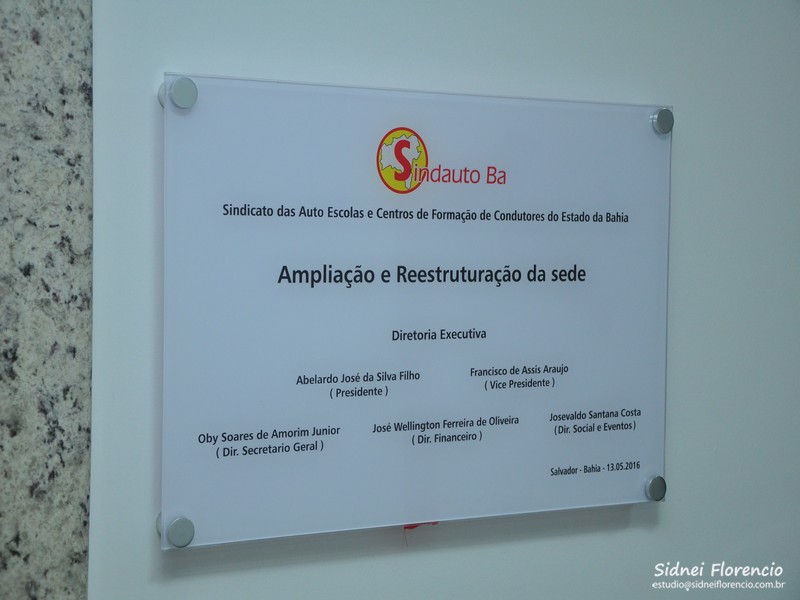 Sindauto Ba
Sindicato das Auto Escolas e Centros de Formação de Condutores do Estado da Bahia
Ampliação e Reestruturação da sede
Diretoria Executiva
Abelardo José da Silva Filho
( Presidente )
Francisco de Assis Araujo
( Vice Presidente )
Oby Soares de Amorim Junior
( Dir. Secretario Geral )
José Wellington Ferreira de Oliveira
( Dir. Financeiro )
Josevaldo Santana Costa
(Dir. Social e Eventos)
Salvador - Bahia - 13.05.2016
Sidnei Florencio
estudio@sidneiflorencio.com.br